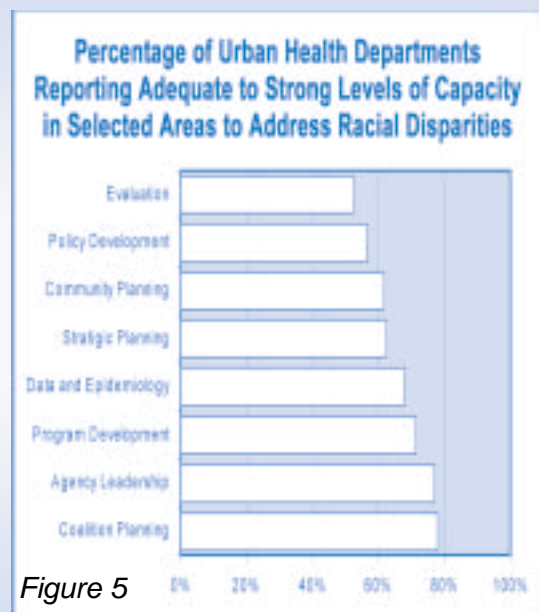 Percentage of Urban Health Departments
Reporting Adequate to Strong Levels of Capacity
in Selected Areas to Address Racial Disparities
Evaluation
Policy Development
Community Planning
Stratigic Planning
Data and Epidemiology
Program Development
Agency Leadership
Coalition Planning
Figure 5
0% 20% 40% 60% 80% 100%